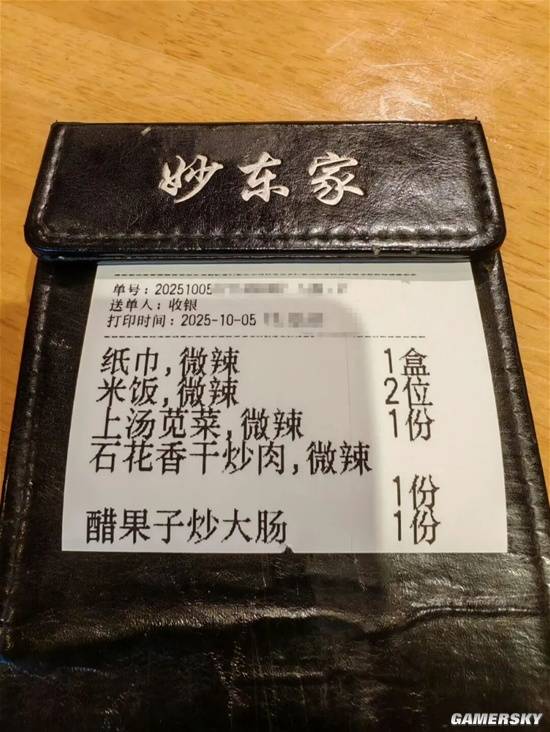 妙东家
单号：20251005
送单人：收银
打印时间：2025-10-05
纸巾,微辣 1盒
米饭,微辣 2位
上汤苋菜,微辣 1份
石花香干炒肉,微辣
1份
醋果子炒大肠 1份
GAMERSKY